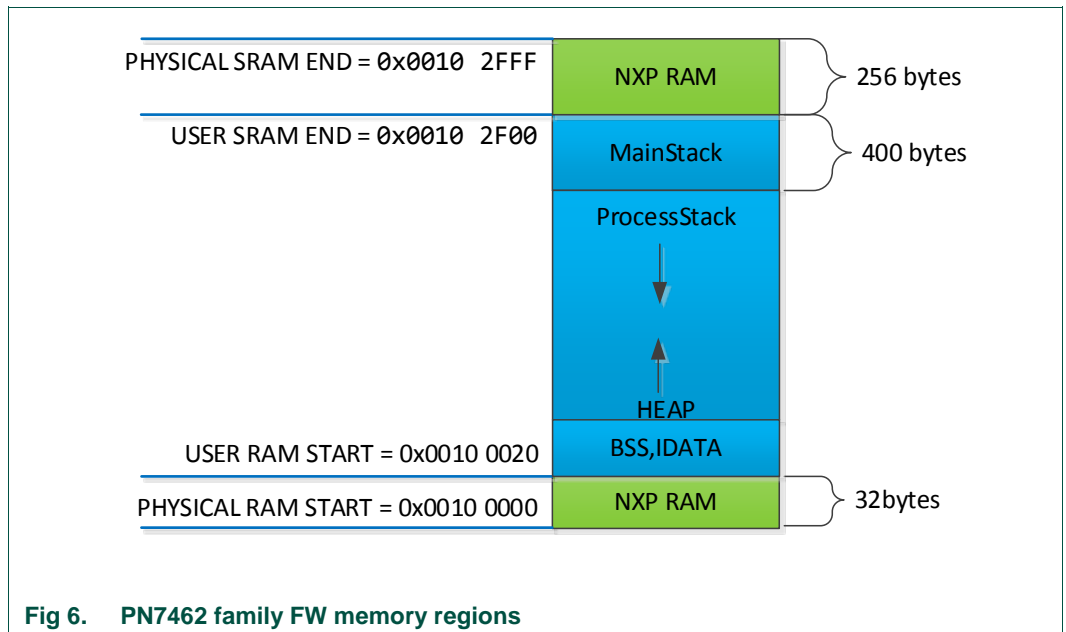 PHYSICAL SRAM END = 0x0010 2FFF
NXP RAM
256 bytes
USER SRAM END = 0x0010 2F00
MainStack
400 bytes
ProcessStack
HEAP
USER RAM START = 0x0010 0020
BSS,IDATA
PHYSICAL RAM START = 0x0010 0000
NXP RAM
32bytes
Fig 6. PN7462 family FW memory regions